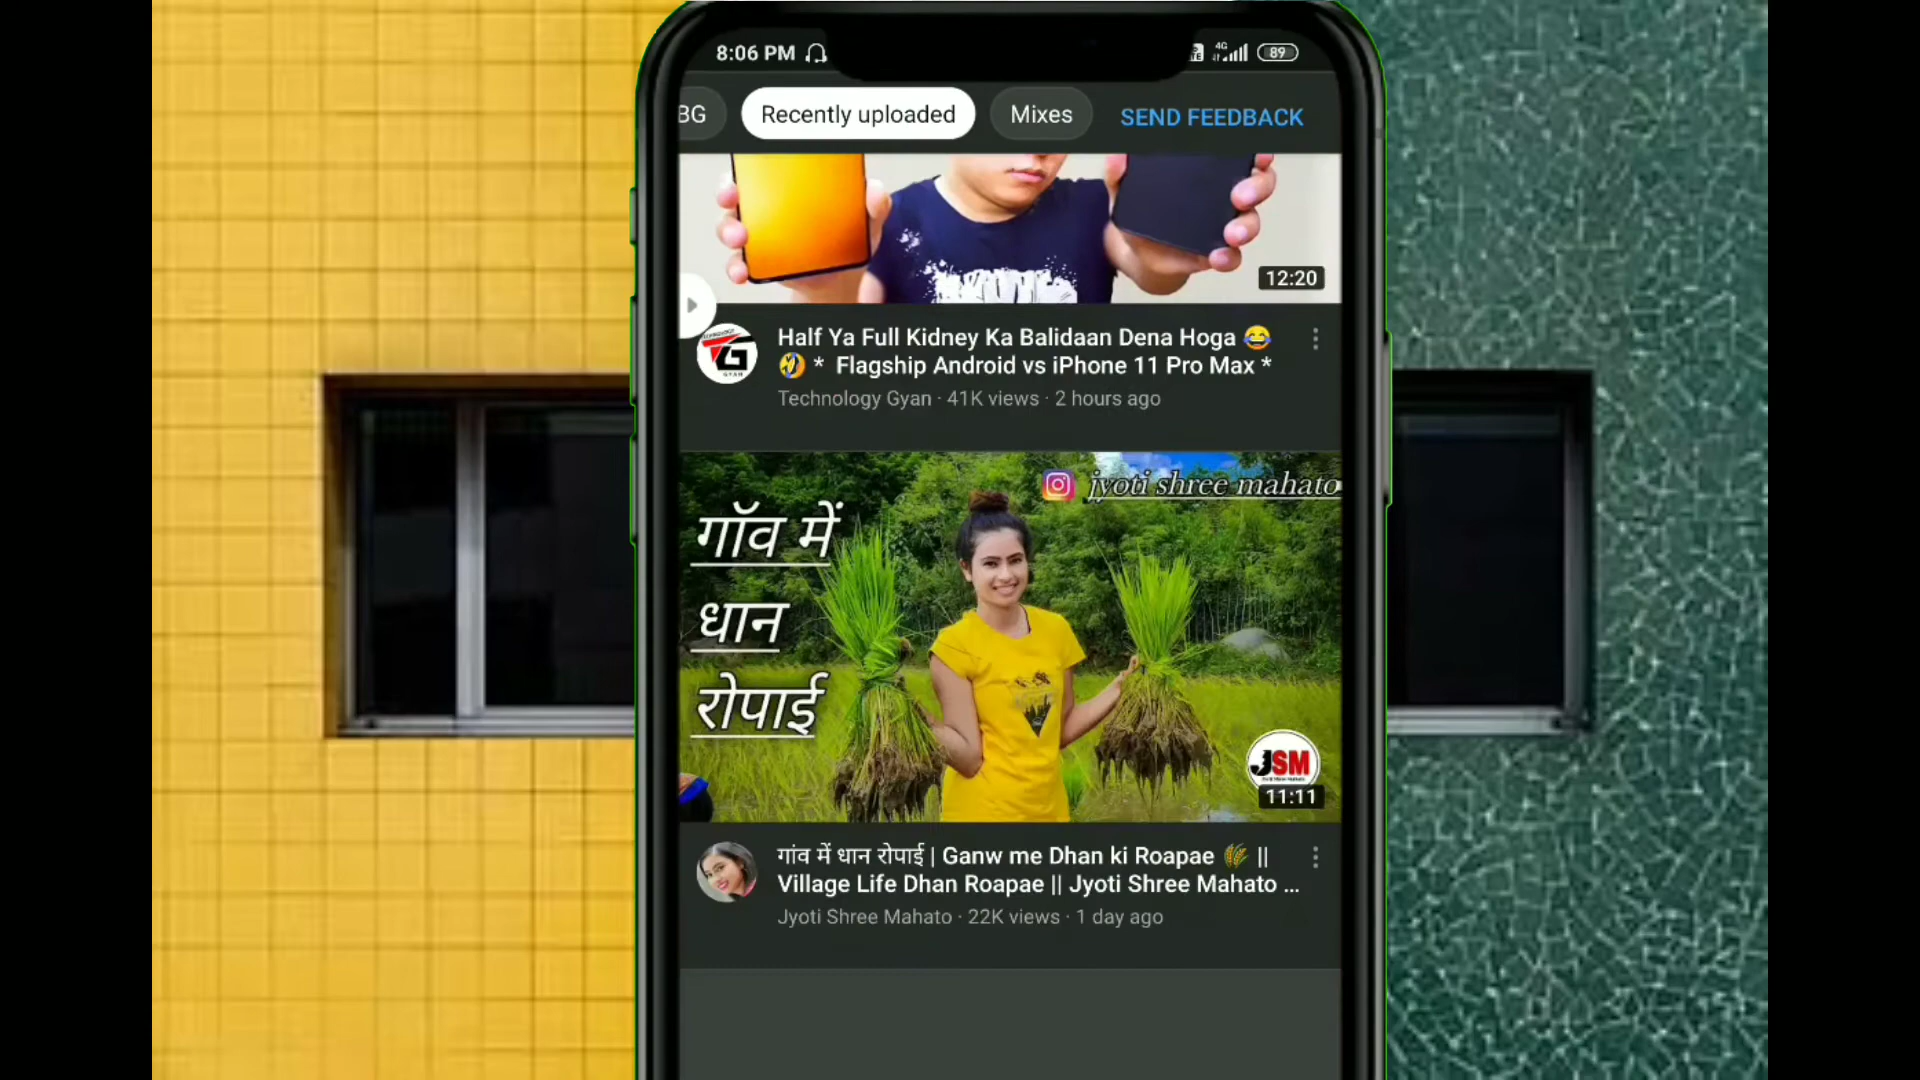 8:06 PM
4G
89
BG
Recently uploaded
Mixes
SEND FEEDBACK
12:20
GYAN
Half Ya Full Kidney Ka Balidaan Dena Hoga 😂
🤣 * Flagship Android vs iPhone 11 Pro Max *
Technology Gyan · 41K views · 2 hours ago
jyoti shree mahato
गॉव में
धान
रोपाई
JSM
11:11
गांव में धान रोपाई | Ganw me Dhan ki Roapae 🌾 ||
Village Life Dhan Roapae || Jyoti Shree Mahato ...
Jyoti Shree Mahato · 22K views · 1 day ago